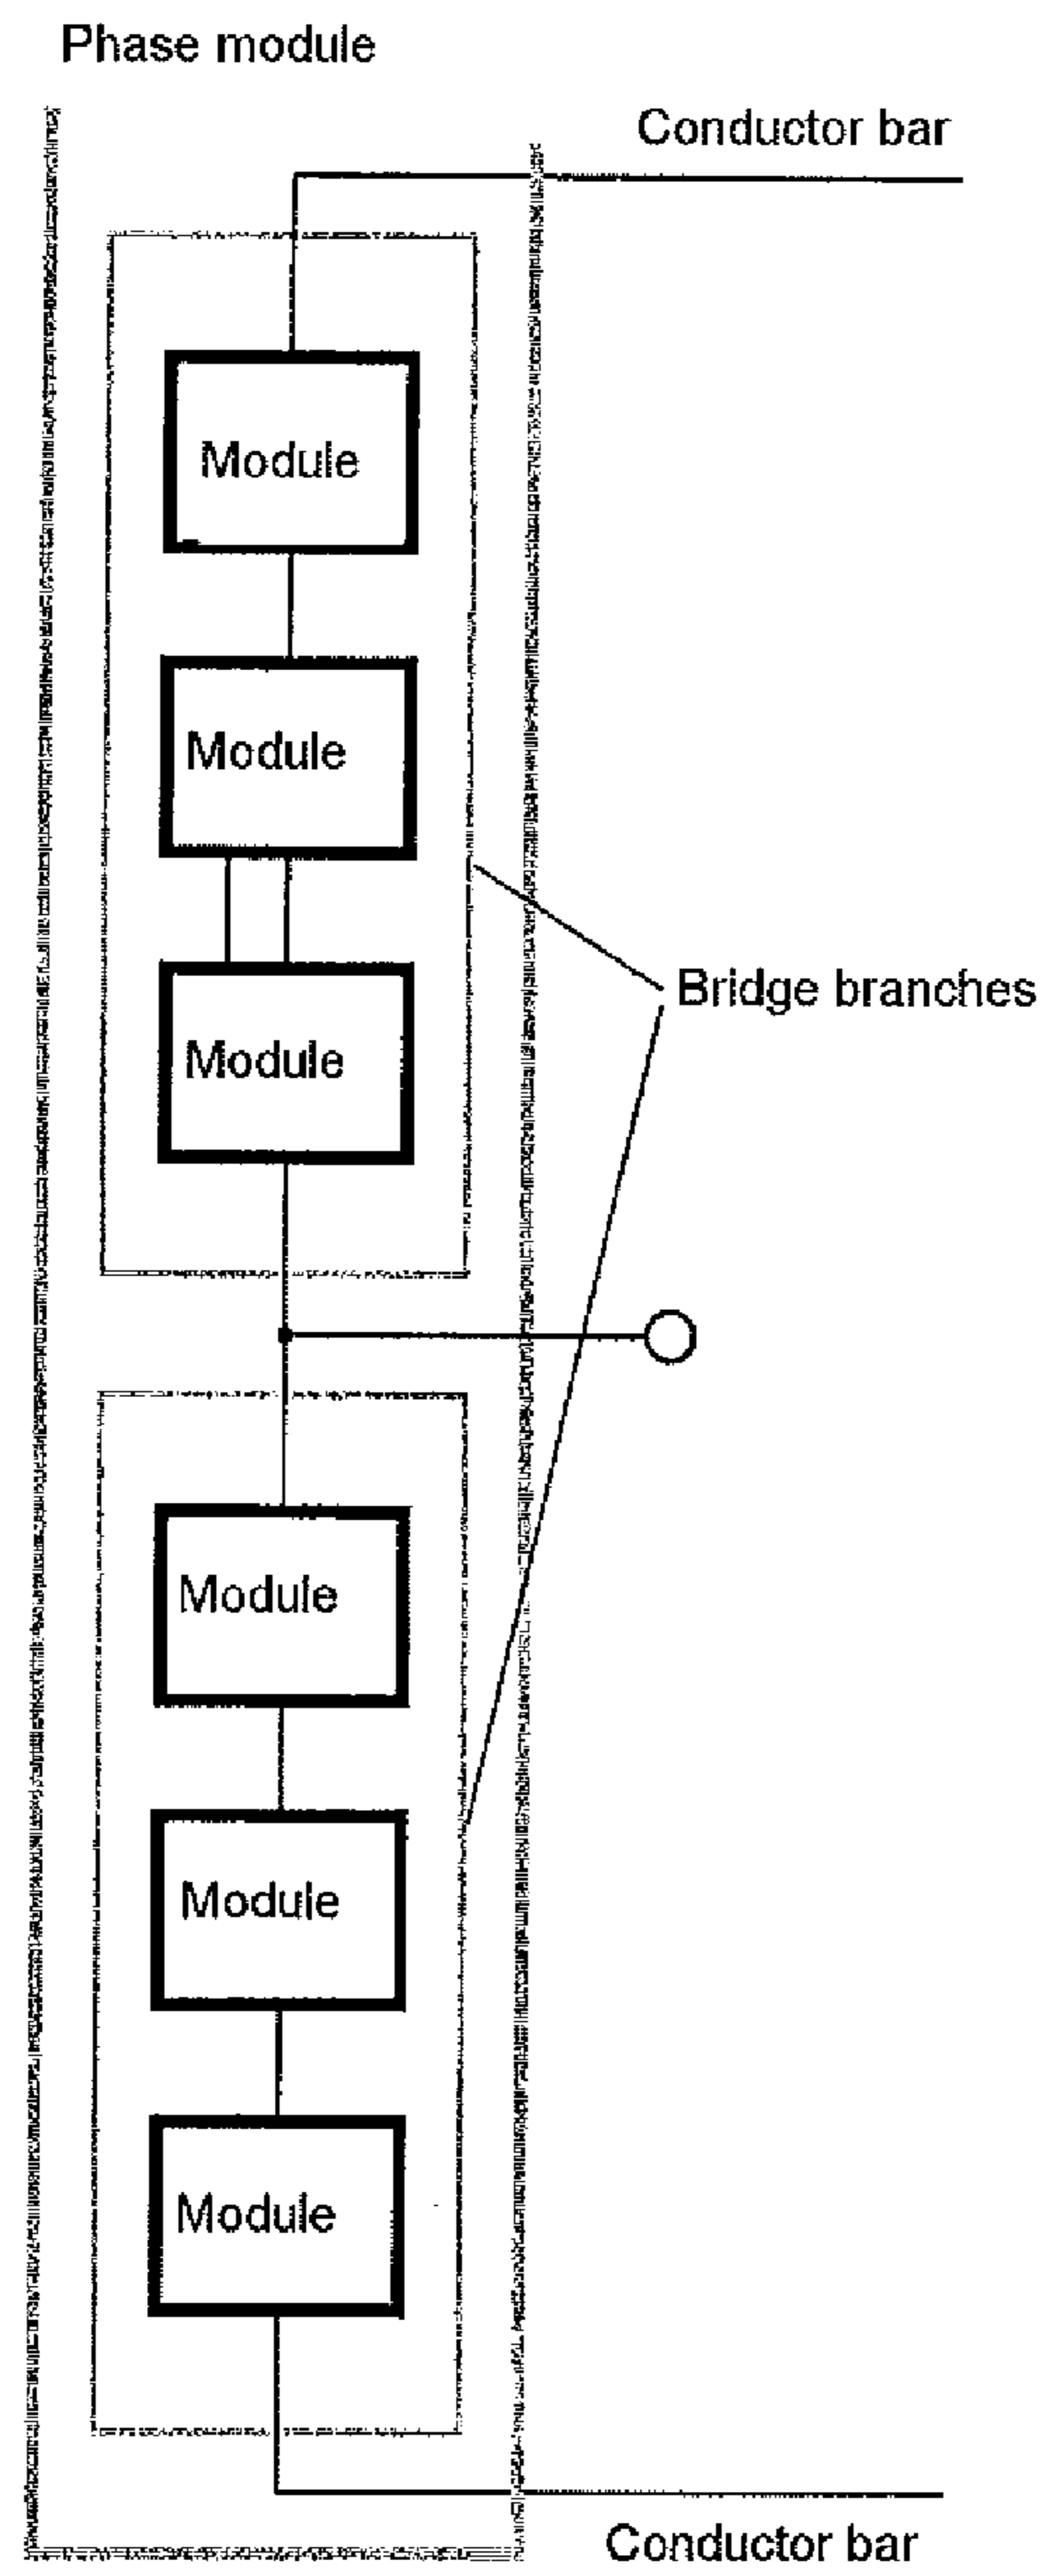 Phase module
Conductor bar
Module
Module
Bridge branches
Module
Module
Module
Module
Conductor bar